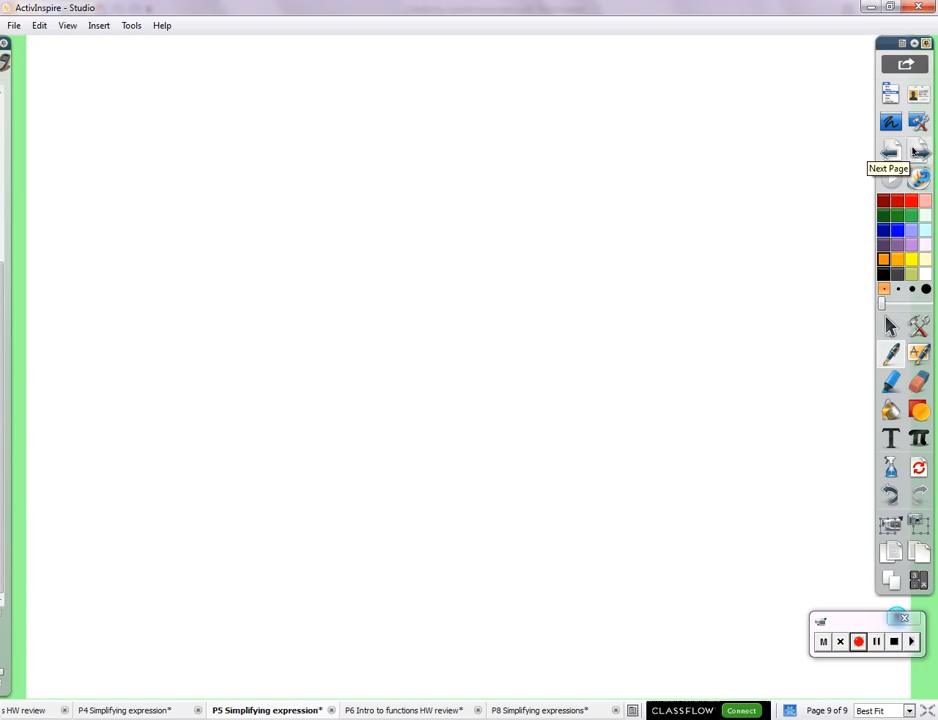 ActivInspire - Studio
File Edit View Insert Tools Help
Next Page
T
M
s HW review P4 Simplifying expression* P5 Simplifying expression* P6 Intro to functions HW review* P8 Simplifying expressions* CLASSFLOW Connect Page 9 of 9 Best Fit